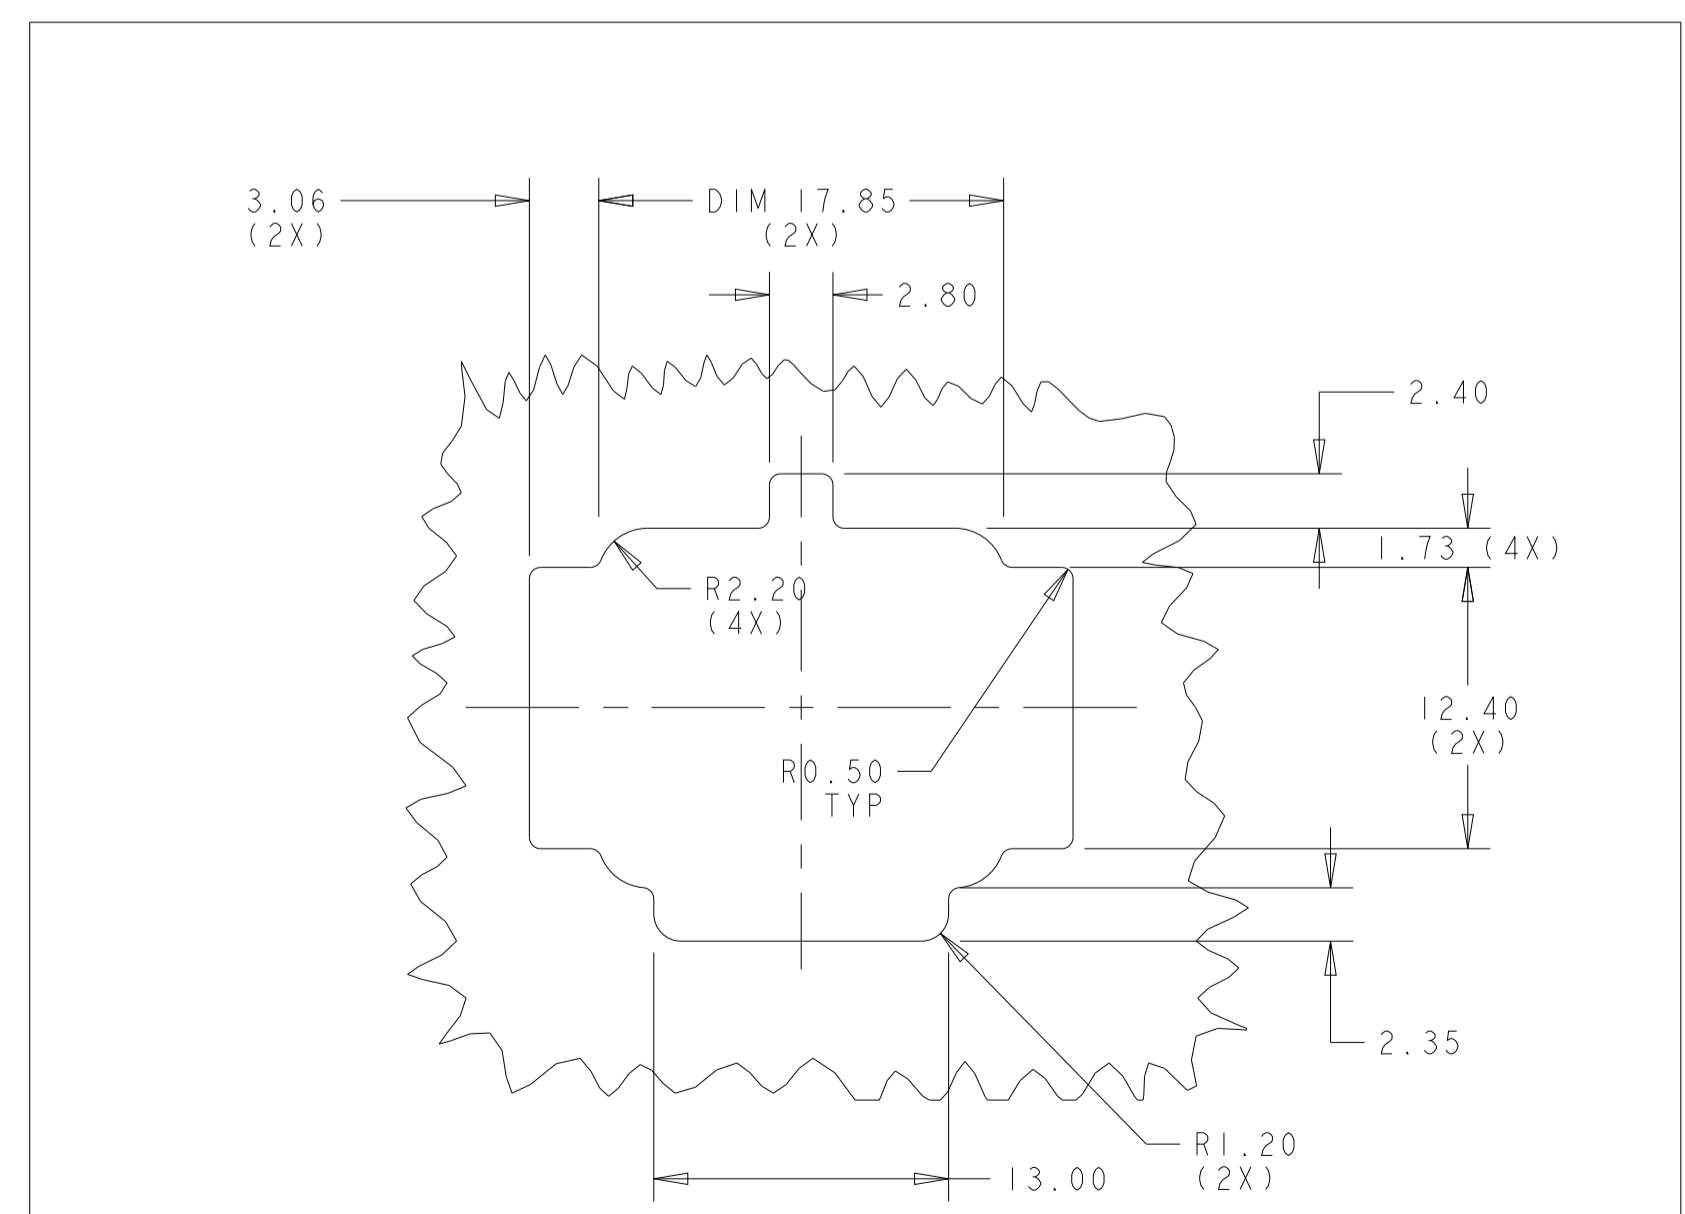 3.06
(2X)
DIM 17.85
(2X)
2.80
2.40
1.73 (4X)
R2.20
(4X)
12.40
(2X)
R0.50
TYP
2.35
R1.20
(2X)
13.00